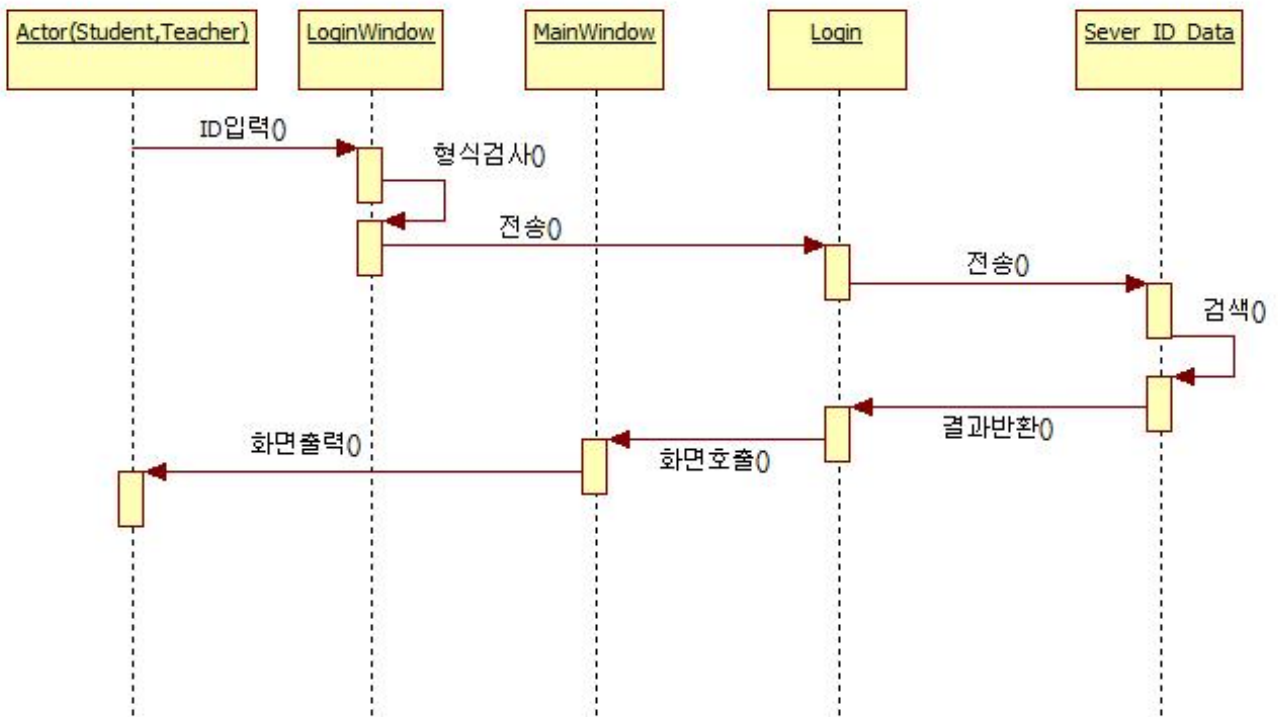 Actor(Student,Teacher)
LoginWindow
MainWindow
Login
Sever_ID_Data
ID입력()
형식검사()
전송()
전송()
검색()
결과반환()
화면호출()
화면출력()